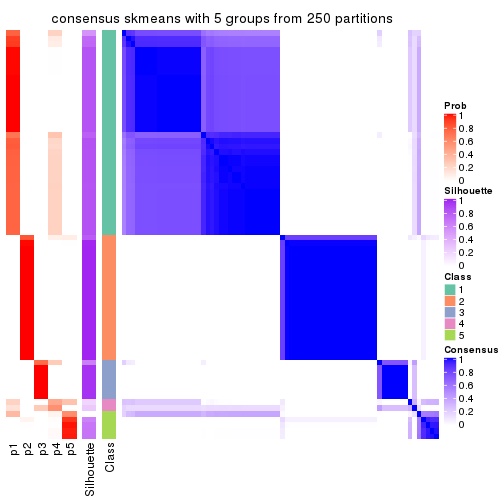 consensus skmeans with 5 groups from 250 partitions
Prob
1
0.8
0.6
0.4
0.2
0
Silhouette
1
0.8
0.6
0.4
0.2
0
Class
1
2
3
4
5
Consensus
1
0.8
0.6
0.4
0.2
0
p1
p2
p3
p4
p5
Silhouette
Class